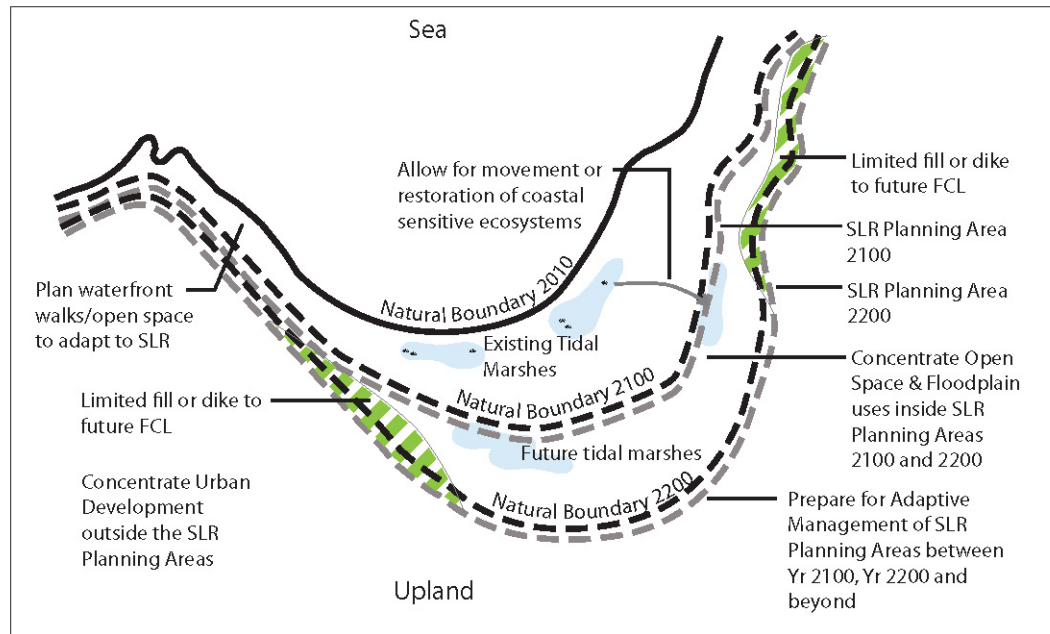 Sea
Allow for movement or
restoration of coastal
sensitive ecosystems
Limited fill or dike
to future FCL
SLR Planning Area
2100
SLR Planning Area
2200
Plan waterfront
walks/open space
to adapt to SLR
Natural Boundary 2010
Existing Tidal
Marshes
Concentrate Open
Space & Floodplain
uses inside SLR
Planning Areas
2100 and 2200
Natural Boundary 2100
Limited fill or dike to
future FCL
Future tidal marshes
Concentrate Urban
Development
outside the SLR
Planning Areas
Natural Boundary 2200
Prepare for Adaptive
Management of SLR
Planning Areas between
Yr 2100, Yr 2200 and
beyond
Upland